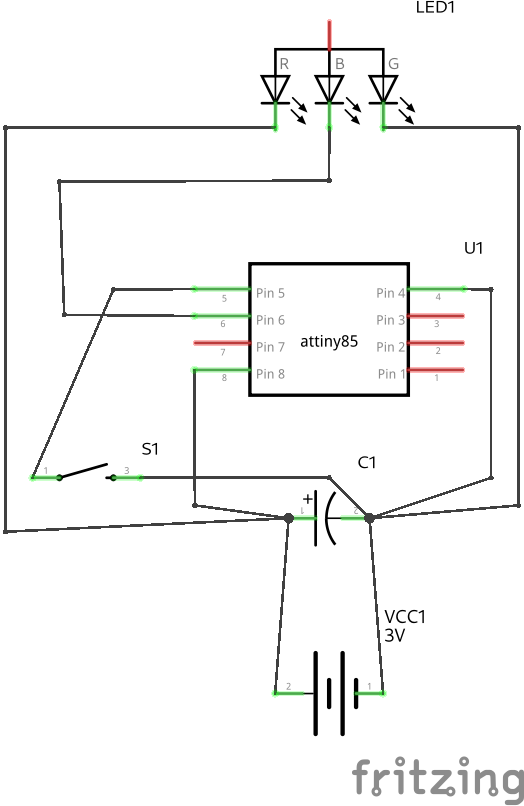 LED1
R
B
G
U1
5
Pin 5
Pin 4
4
6
Pin 6
Pin 3
3
attiny85
7
Pin 7
Pin 2
2
8
Pin 8
Pin 1
1
S1
C1
1
3
+
1
2
VCC1
3V
2
1
fritzing